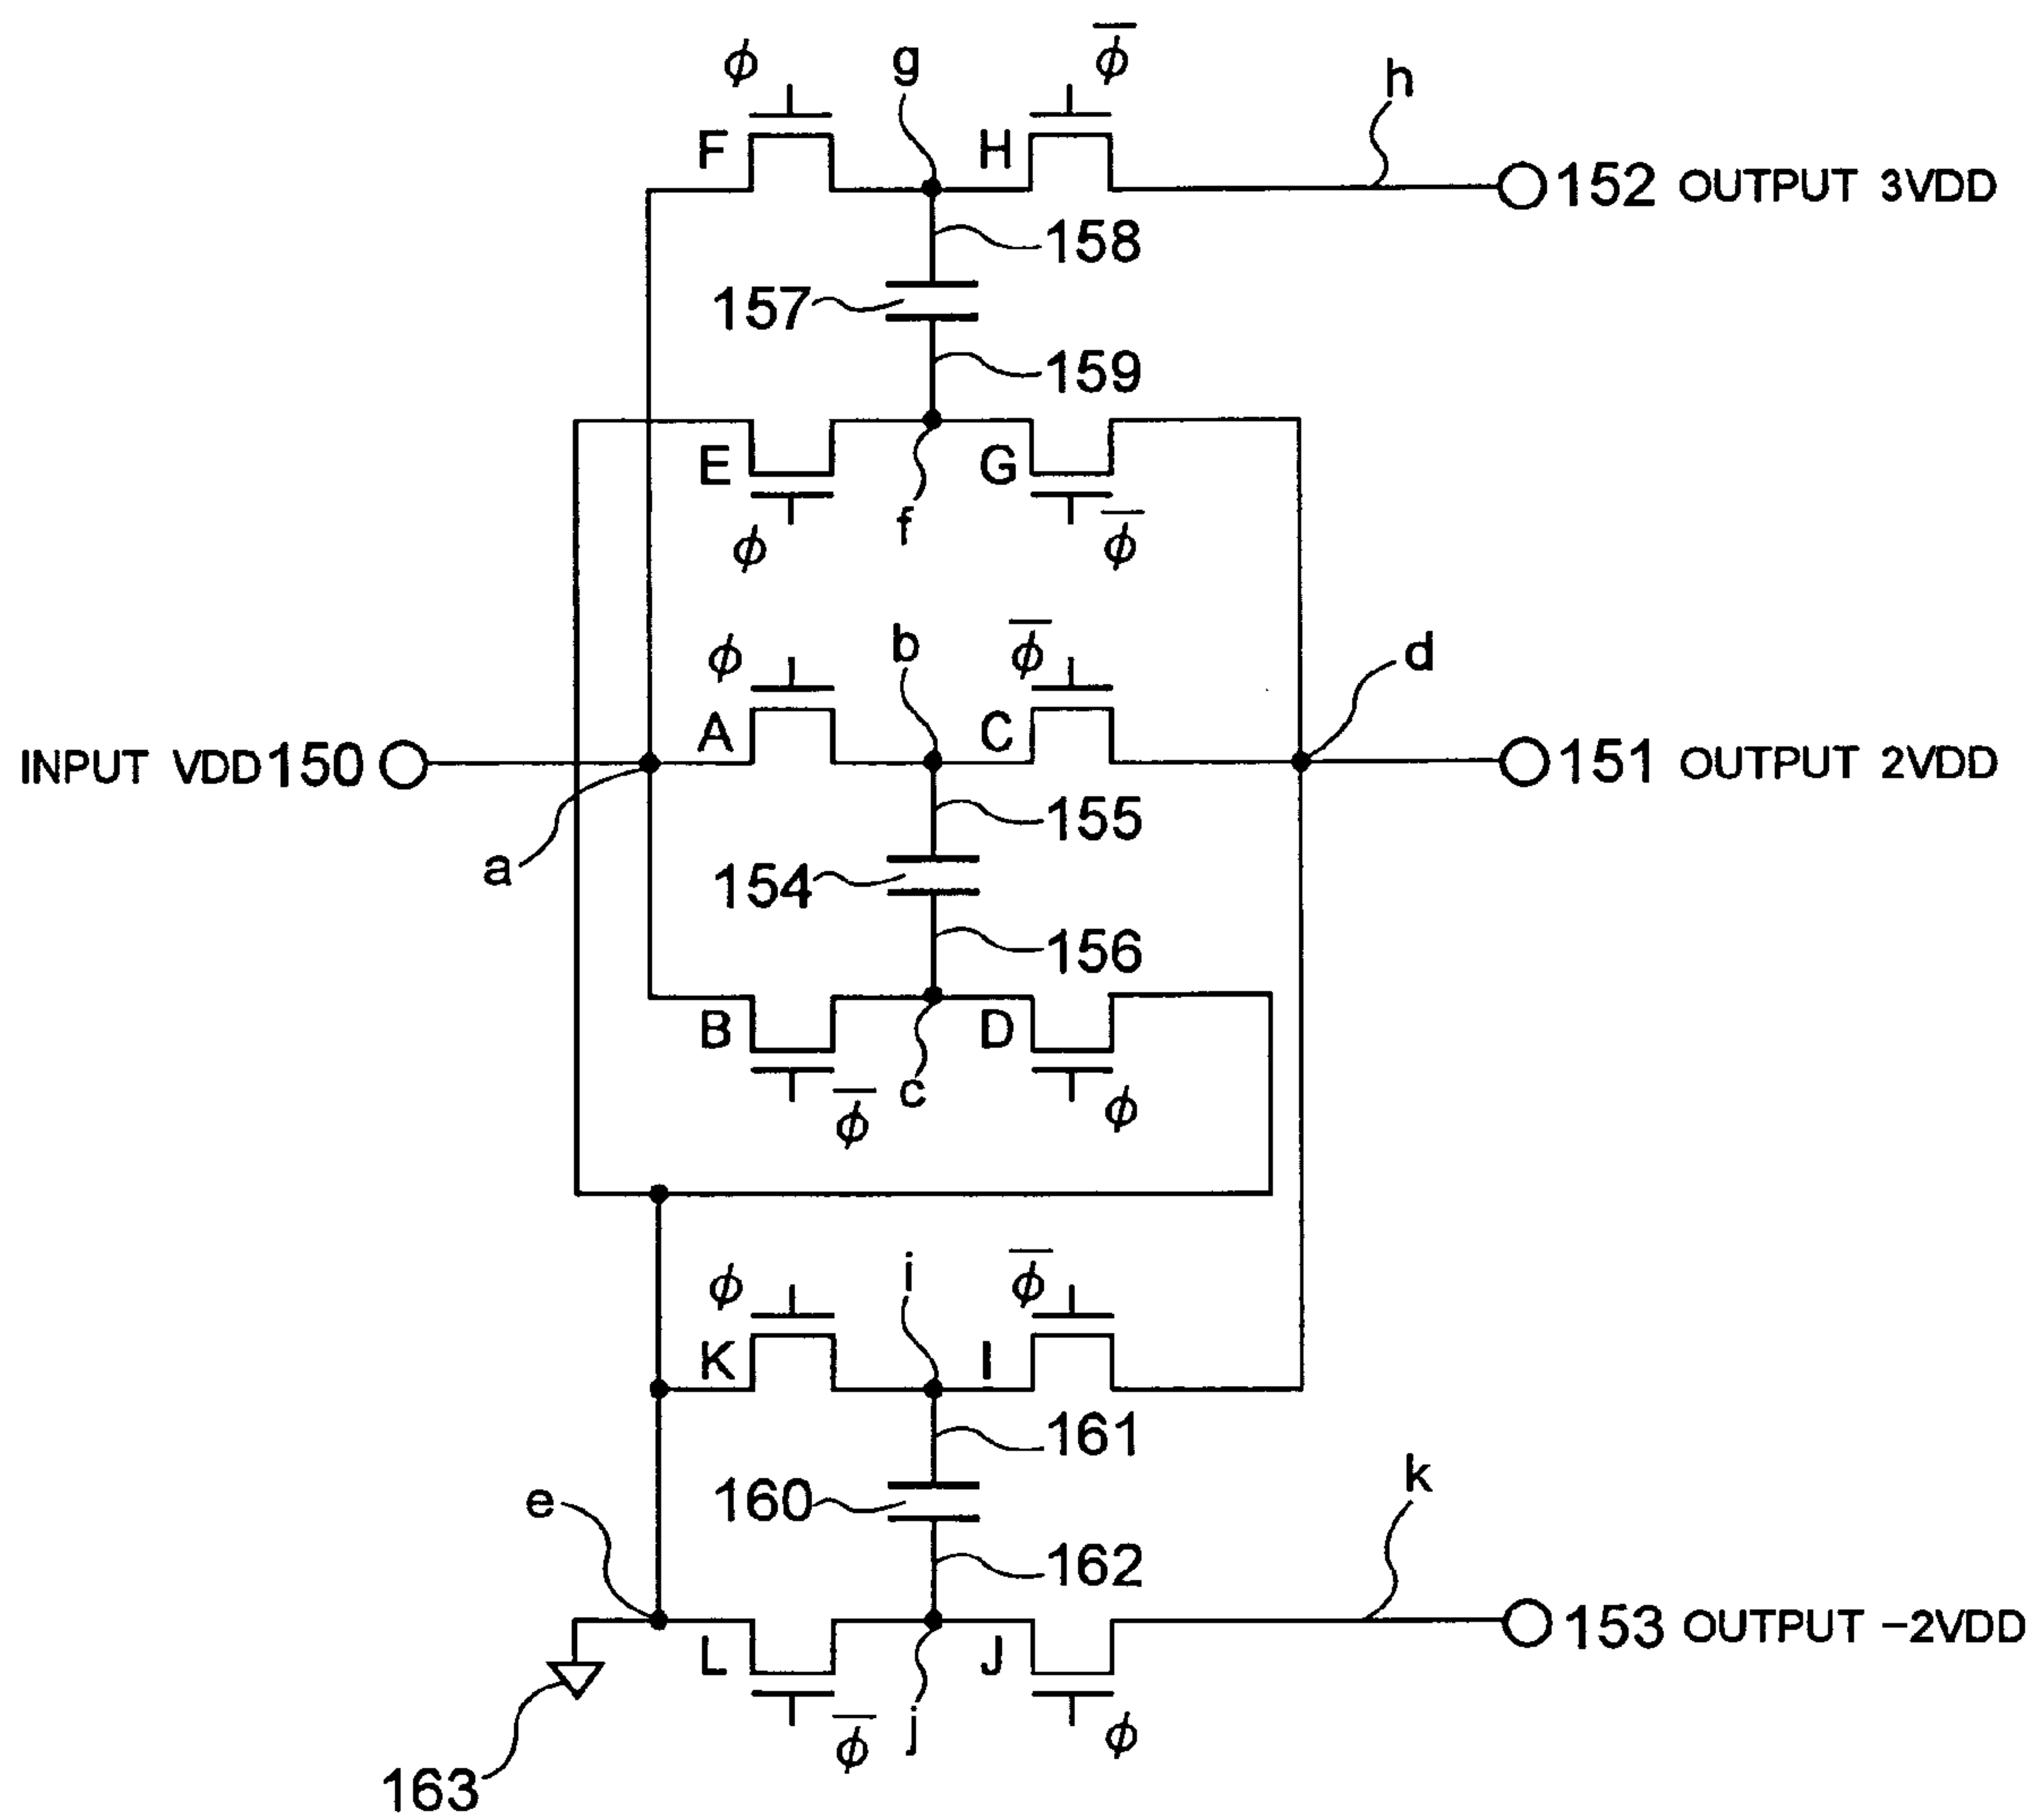 ϕ g ϕ̅ h
F H 152 OUTPUT 3VDD
158
157
159
E G
ϕ f ϕ̅
ϕ b ϕ̅ d
A C
INPUT VDD 150 151 OUTPUT 2VDD
155
a 154
156
B D
ϕ̅ c ϕ
ϕ i ϕ̅
K I
161
e 160 k
162
L J 153 OUTPUT −2VDD
ϕ̅ j ϕ
163